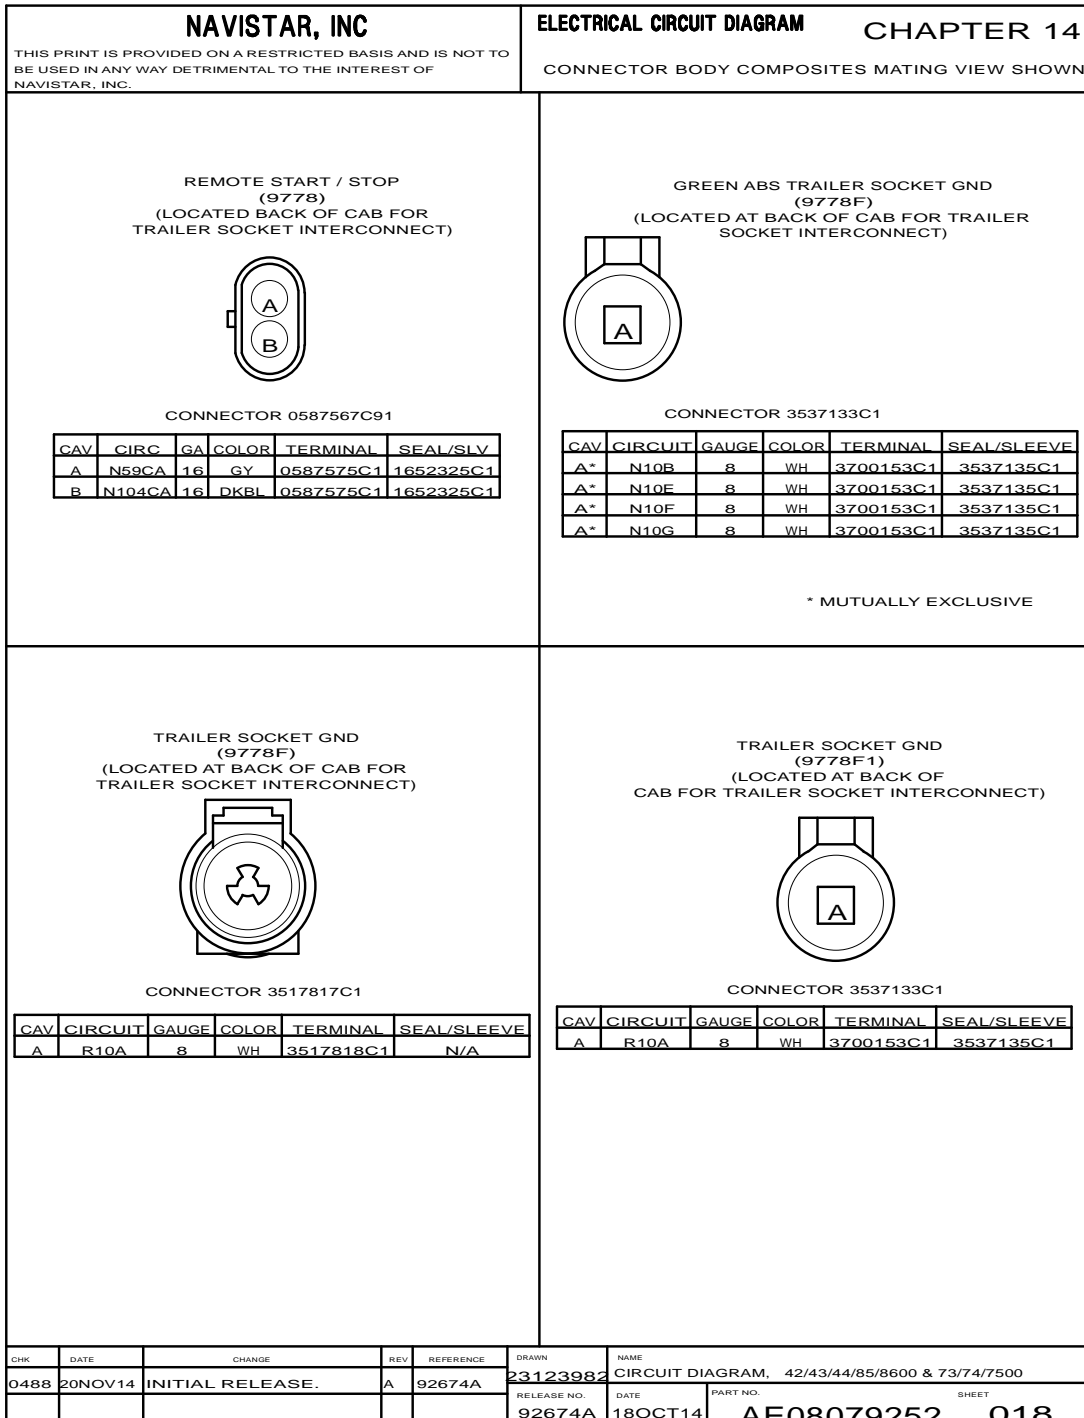 NAVISTAR, INC
THIS PRINT IS PROVIDED ON A RESTRICTED BASIS AND IS NOT TO
BE USED IN ANY WAY DETRIMENTAL TO THE INTEREST OF
NAVISTAR, INC.
ELECTRICAL CIRCUIT DIAGRAM
CHAPTER 14
CONNECTOR BODY COMPOSITES MATING VIEW SHOWN
REMOTE START / STOP
(9778)
(LOCATED BACK OF CAB FOR
TRAILER SOCKET INTERCONNECT)
A
B
CONNECTOR 0587567C91
CAV CIRC GA COLOR TERMINAL SEAL/SLV
A N59CA 16 GY 0587575C1 1652325C1
B N104CA 16 DKBL 0587575C1 1652325C1
GREEN ABS TRAILER SOCKET GND
(9778F)
(LOCATED AT BACK OF CAB FOR TRAILER
SOCKET INTERCONNECT)
A
CONNECTOR 3537133C1
CAV CIRCUIT GAUGE COLOR TERMINAL SEAL/SLEEVE
A* N10B 8 WH 3700153C1 3537135C1
A* N10E 8 WH 3700153C1 3537135C1
A* N10F 8 WH 3700153C1 3537135C1
A* N10G 8 WH 3700153C1 3537135C1
* MUTUALLY EXCLUSIVE
TRAILER SOCKET GND
(9778F)
(LOCATED AT BACK OF CAB FOR
TRAILER SOCKET INTERCONNECT)
CONNECTOR 3517817C1
CAV CIRCUIT GAUGE COLOR TERMINAL SEAL/SLEEVE
A R10A 8 WH 3517818C1 N/A
TRAILER SOCKET GND
(9778F1)
(LOCATED AT BACK OF
CAB FOR TRAILER SOCKET INTERCONNECT)
A
CONNECTOR 3537133C1
CAV CIRCUIT GAUGE COLOR TERMINAL SEAL/SLEEVE
A R10A 8 WH 3700153C1 3537135C1
CHK DATE CHANGE REV REFERENCE
0488 20NOV14 INITIAL RELEASE. A 92674A
DRAWN
23123982
NAME
CIRCUIT DIAGRAM, 42/43/44/85/8600 & 73/74/7500
RELEASE NO. DATE PART NO. SHEET
92674A 18OCT14 AE08079252 018